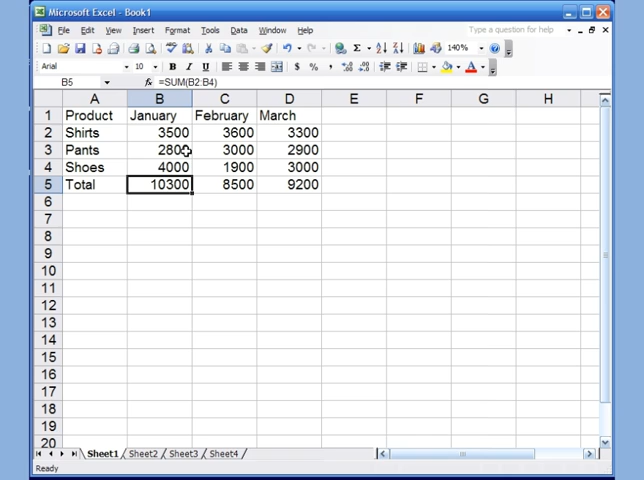 Microsoft Excel - Book1
File Edit View Insert Format Tools Data Window Help Type a question for help
140%
Arial 10 B I U $ % ,
B5 fx =SUM(B2:B4)
A B C D E F G H
1 Product January February March
2 Shirts 3500 3600 3300
3 Pants 2800 3000 2900
4 Shoes 4000 1900 3000
5 Total 10300 8500 9200
6
7
8
9
10
11
12
13
14
15
16
17
18
19
20
Sheet1 Sheet2 Sheet3 Sheet4
Ready